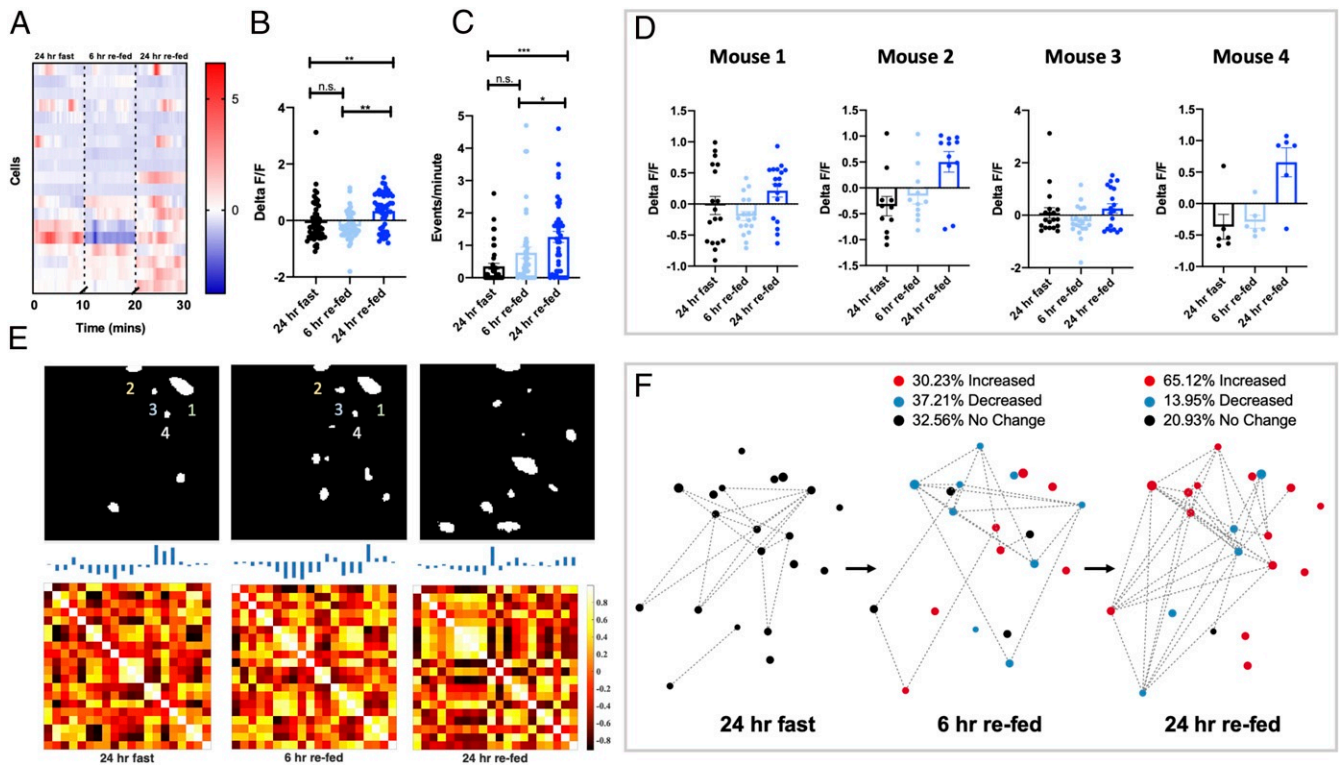 A
24 hr fast 6 hr re-fed 24 hr re-fed
Cells
5
0
0 10 20 30
Time (mins)
B
**
n.s.
**
Delta F/F
4
2
0
-2
24 hr fast
6 hr re-fed
24 hr re-fed
C
***
n.s.
*
Events/minute
5
4
3
2
1
0
24 hr fast
6 hr re-fed
24 hr re-fed
D
Mouse 1
Delta F/F
1.5
1.0
0.5
0.0
-0.5
-1.0
24 hr fast
6 hr re-fed
24 hr re-fed
Mouse 2
Delta F/F
1.5
1.0
0.5
0.0
-0.5
-1.0
-1.5
24 hr fast
6 hr re-fed
24 hr re-fed
Mouse 3
Delta F/F
4
2
0
-2
24 hr fast
6 hr re-fed
24 hr re-fed
Mouse 4
Delta F/F
1.5
1.0
0.5
0.0
-0.5
-1.0
24 hr fast
6 hr re-fed
24 hr re-fed
E
2
3 1
4
2
3 1
4
0.8
0.6
0.4
0.2
0
-0.2
-0.4
-0.6
-0.8
24 hr fast 6 hr re-fed 24 hr re-fed
F
30.23% Increased
37.21% Decreased
32.56% No Change
65.12% Increased
13.95% Decreased
20.93% No Change
24 hr fast 6 hr re-fed 24 hr re-fed